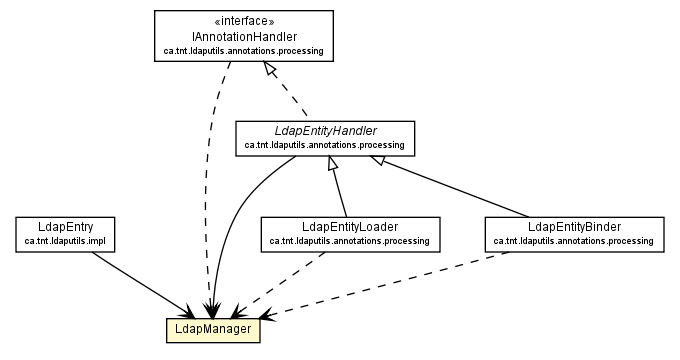 «interface»
IAnnotationHandler
ca.tnt.ldaputils.annotations.processing
LdapEntityHandler
ca.tnt.ldaputils.annotations.processing
LdapEntry
ca.tnt.ldaputils.impl
LdapEntityLoader
ca.tnt.ldaputils.annotations.processing
LdapEntityBinder
ca.tnt.ldaputils.annotations.processing
LdapManager